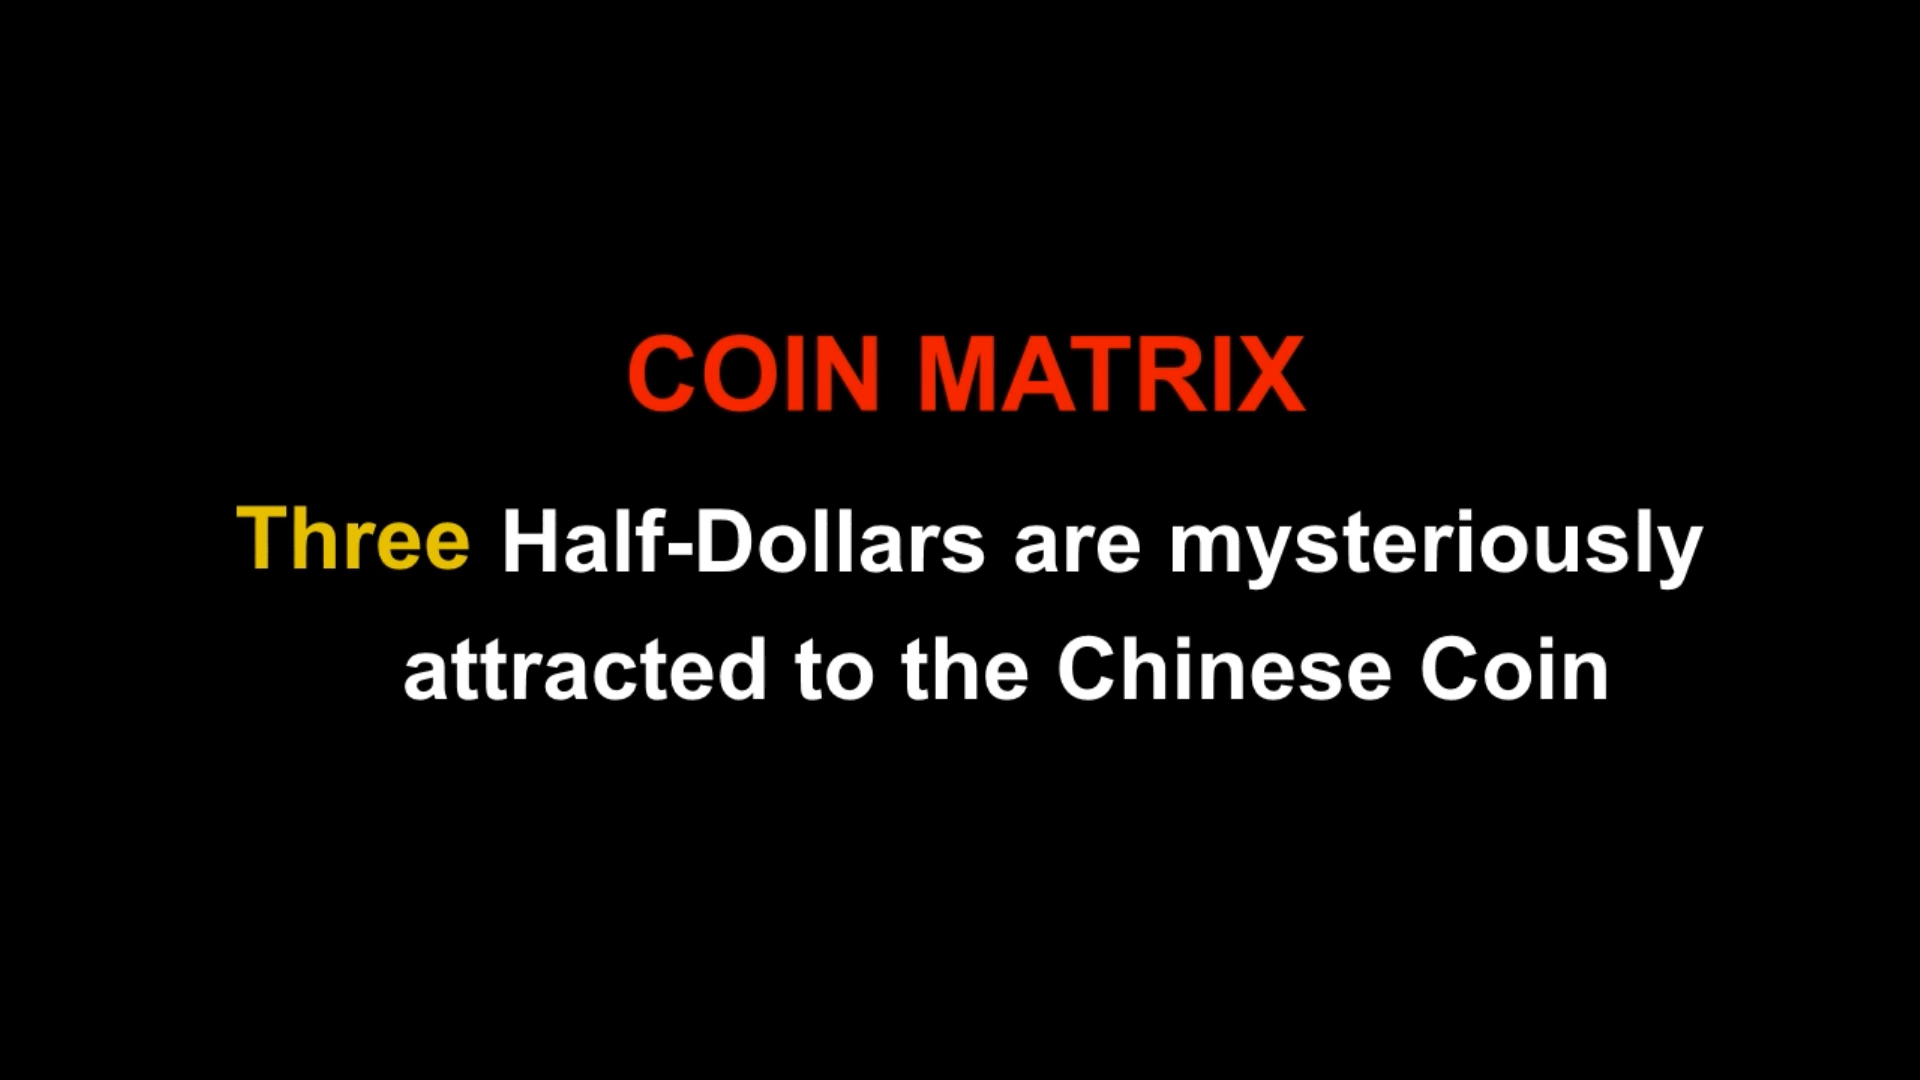 COIN MATRIX
Three Half-Dollars are mysteriously
attracted to the Chinese Coin